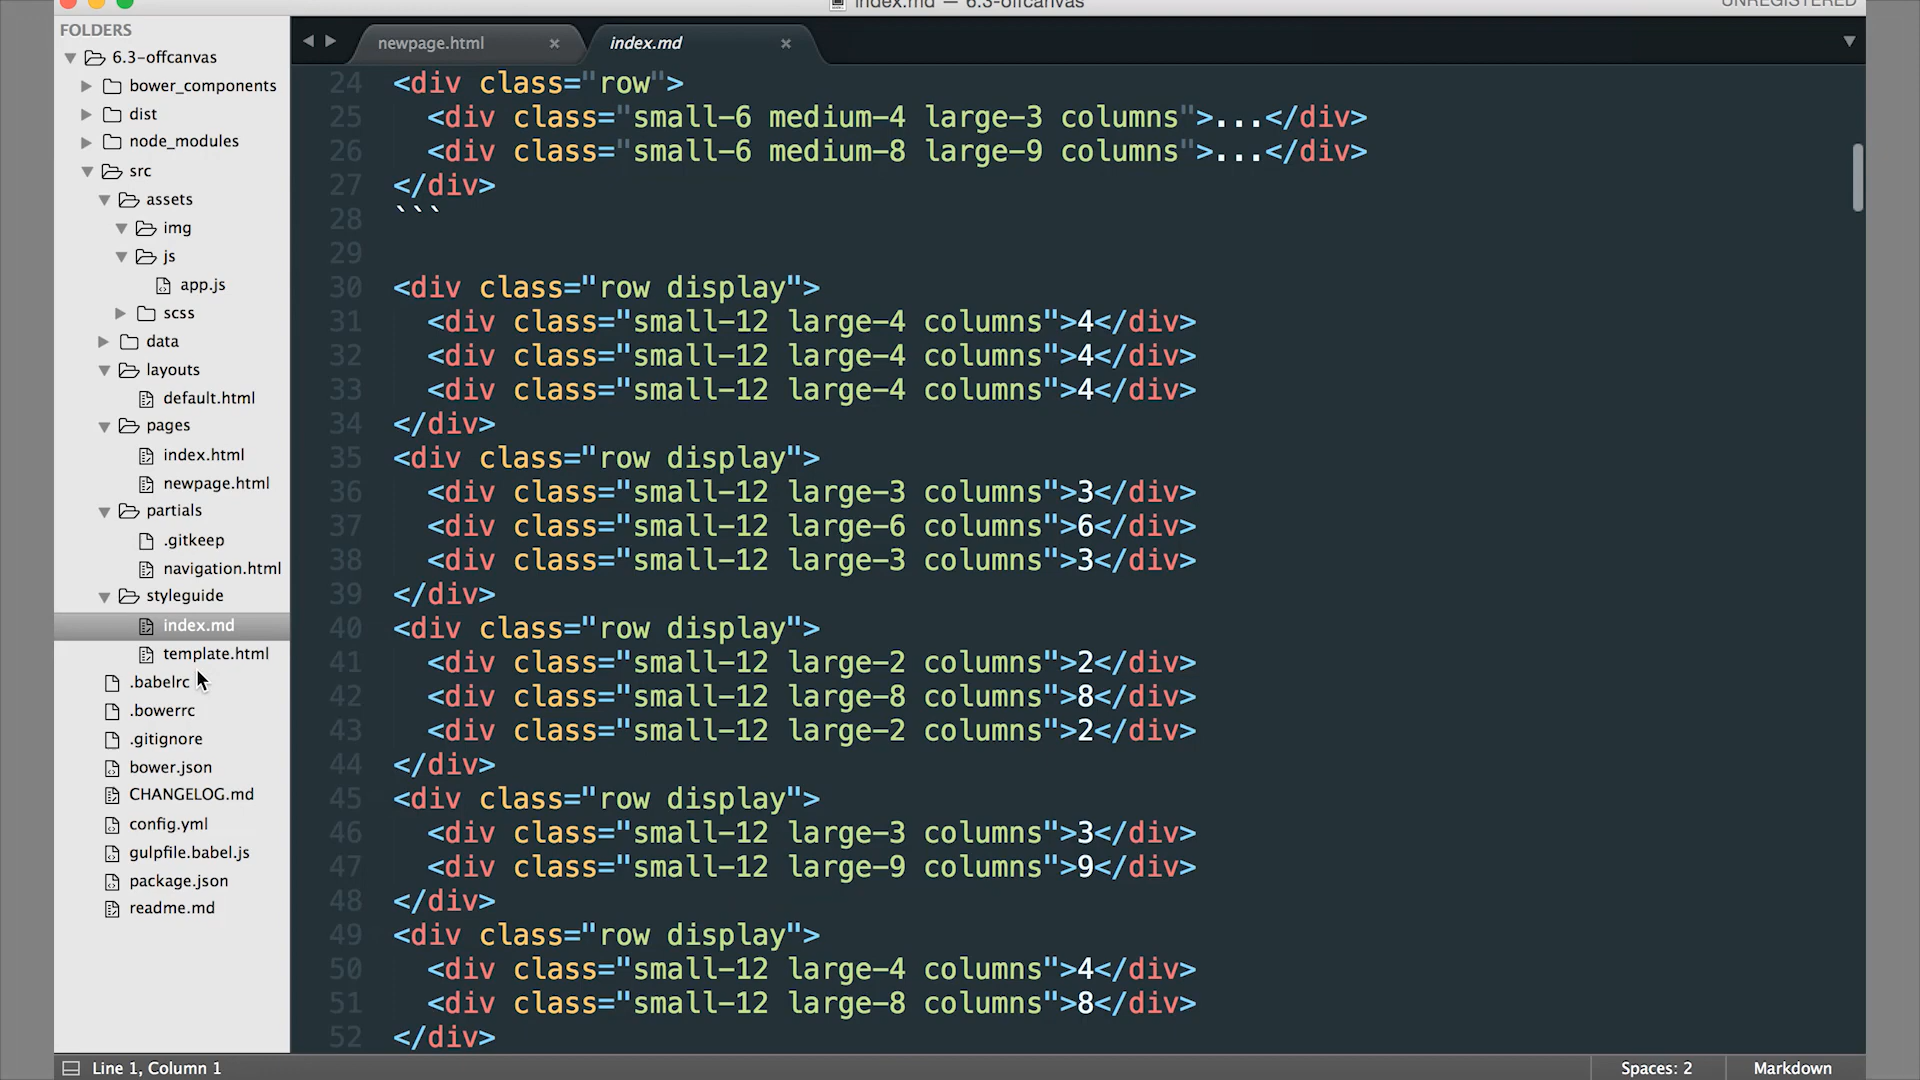 index.md — 6.3-offcanvas
UNREGISTERED
FOLDERS
6.3-offcanvas
bower_components
dist
node_modules
src
assets
img
js
app.js
scss
data
layouts
default.html
pages
index.html
newpage.html
partials
.gitkeep
navigation.html
styleguide
index.md
template.html
.babelrc
.bowerrc
.gitignore
bower.json
CHANGELOG.md
config.yml
gulpfile.babel.js
package.json
readme.md
newpage.html × index.md ×
24 <div class="row">
25 <div class="small-6 medium-4 large-3 columns">...</div>
26 <div class="small-6 medium-8 large-9 columns">...</div>
27 </div>
28 ```
29
30 <div class="row display">
31 <div class="small-12 large-4 columns">4</div>
32 <div class="small-12 large-4 columns">4</div>
33 <div class="small-12 large-4 columns">4</div>
34 </div>
35 <div class="row display">
36 <div class="small-12 large-3 columns">3</div>
37 <div class="small-12 large-6 columns">6</div>
38 <div class="small-12 large-3 columns">3</div>
39 </div>
40 <div class="row display">
41 <div class="small-12 large-2 columns">2</div>
42 <div class="small-12 large-8 columns">8</div>
43 <div class="small-12 large-2 columns">2</div>
44 </div>
45 <div class="row display">
46 <div class="small-12 large-3 columns">3</div>
47 <div class="small-12 large-9 columns">9</div>
48 </div>
49 <div class="row display">
50 <div class="small-12 large-4 columns">4</div>
51 <div class="small-12 large-8 columns">8</div>
52 </div>
Line 1, Column 1
Spaces: 2
Markdown